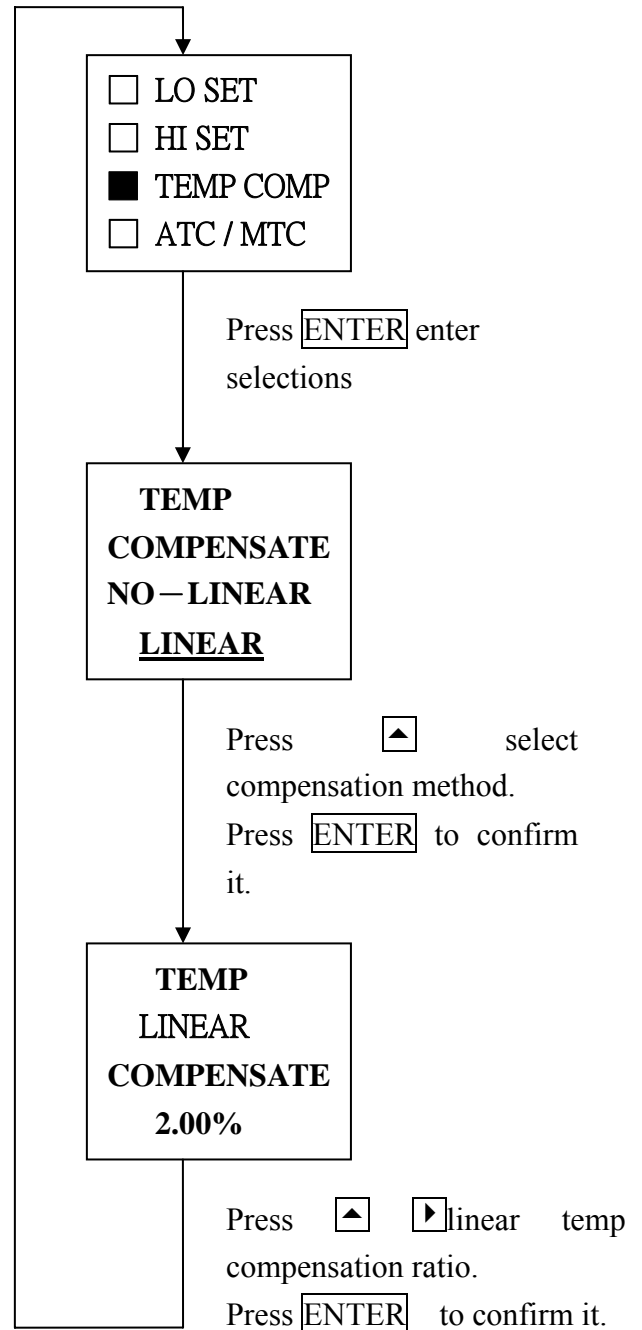 □ LO SET
□ HI SET
■ TEMP COMP
□ ATC / MTC
Press ENTER enter
selections
TEMP
COMPENSATE
NO－LINEAR
LINEAR
Press ▲ select
compensation method.
Press ENTER to confirm
it.
TEMP
LINEAR
COMPENSATE
2.00%
Press ▲ ▶ linear temp
compensation ratio.
Press ENTER to confirm it.